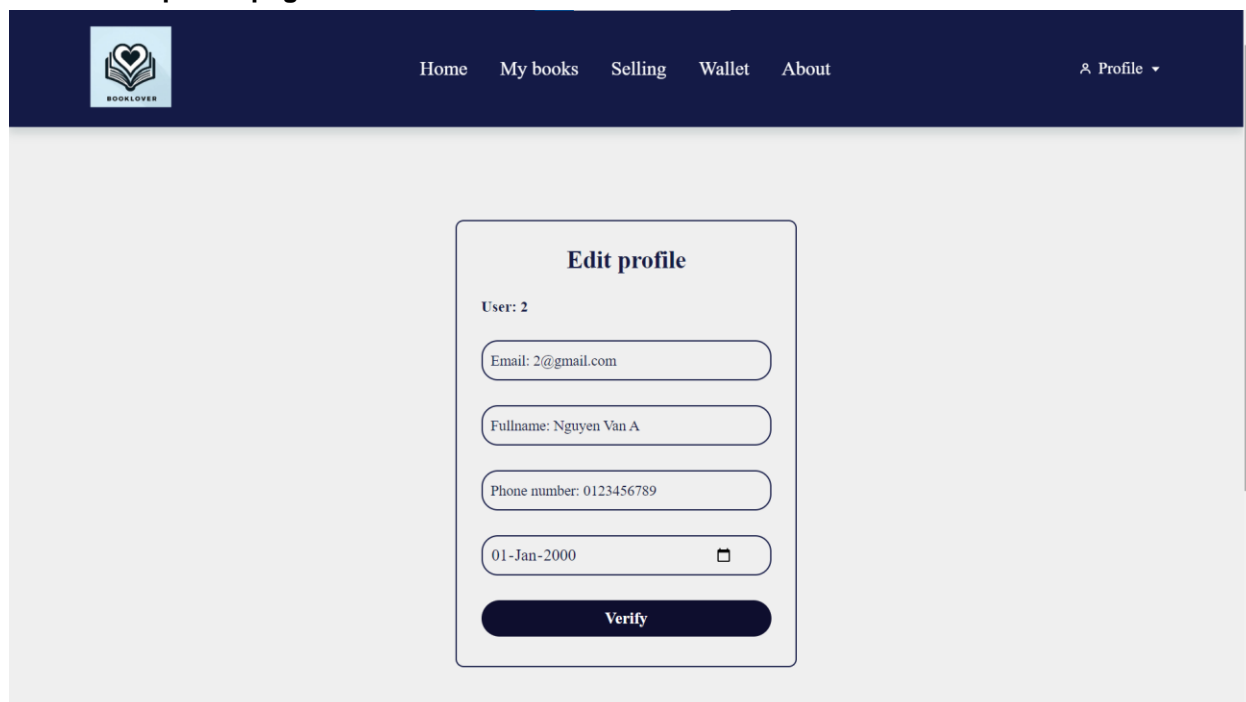 BOOKLOVER
Home My books Selling Wallet About
Profile
Edit profile
User: 2
Email: 2@gmail.com
Fullname: Nguyen Van A
Phone number: 0123456789
01-Jan-2000
Verify